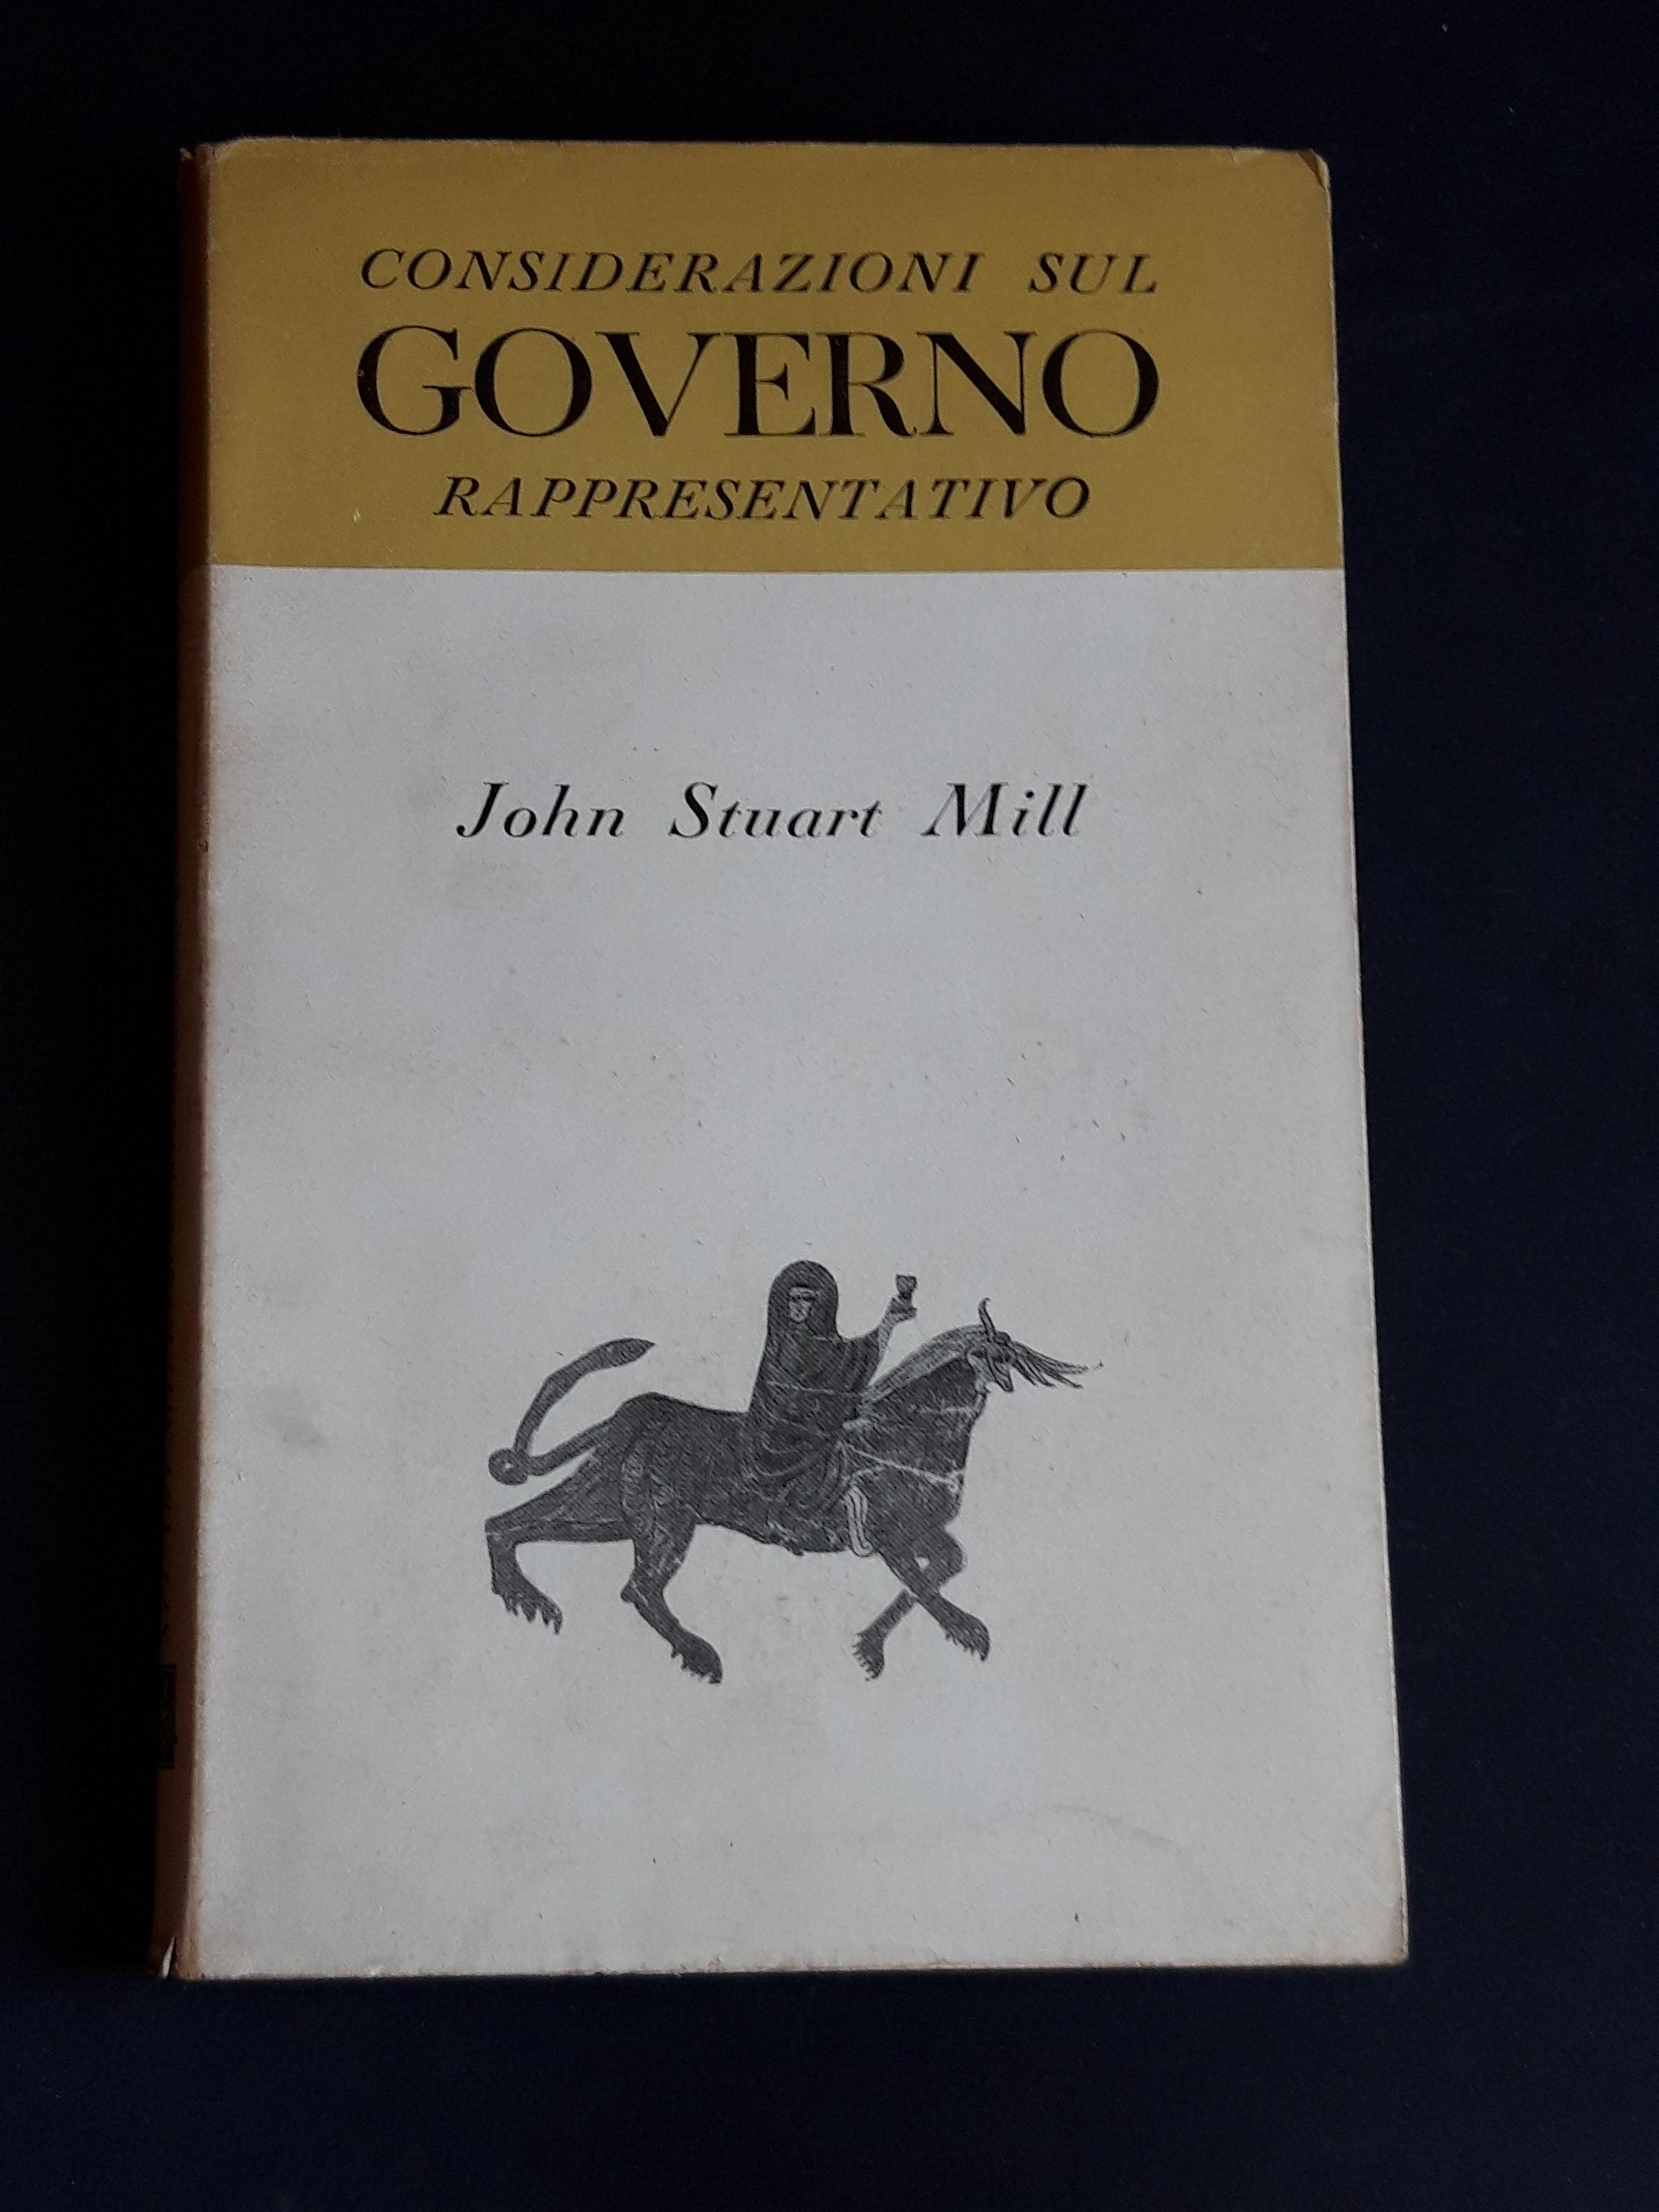 CONSIDERAZIONI SUL
GOVERNO
RAPPRESENTATIVO
John Stuart Mill